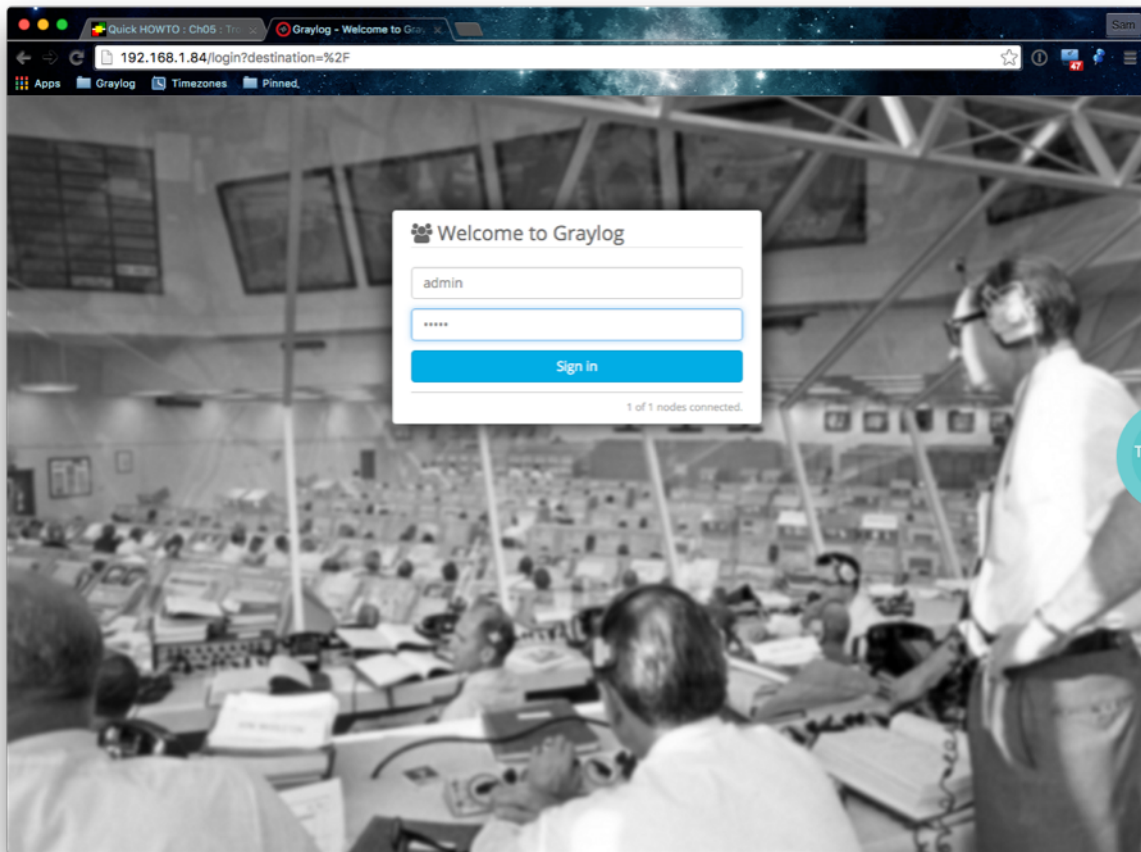 Quick HOWTO : Ch05 : Tro
Graylog - Welcome to Gray
Sam
192.168.1.84/login?destination=%2F
47
Apps Graylog Timezones Pinned.
Welcome to Graylog
admin
•••••
Sign in
1 of 1 nodes connected.
T